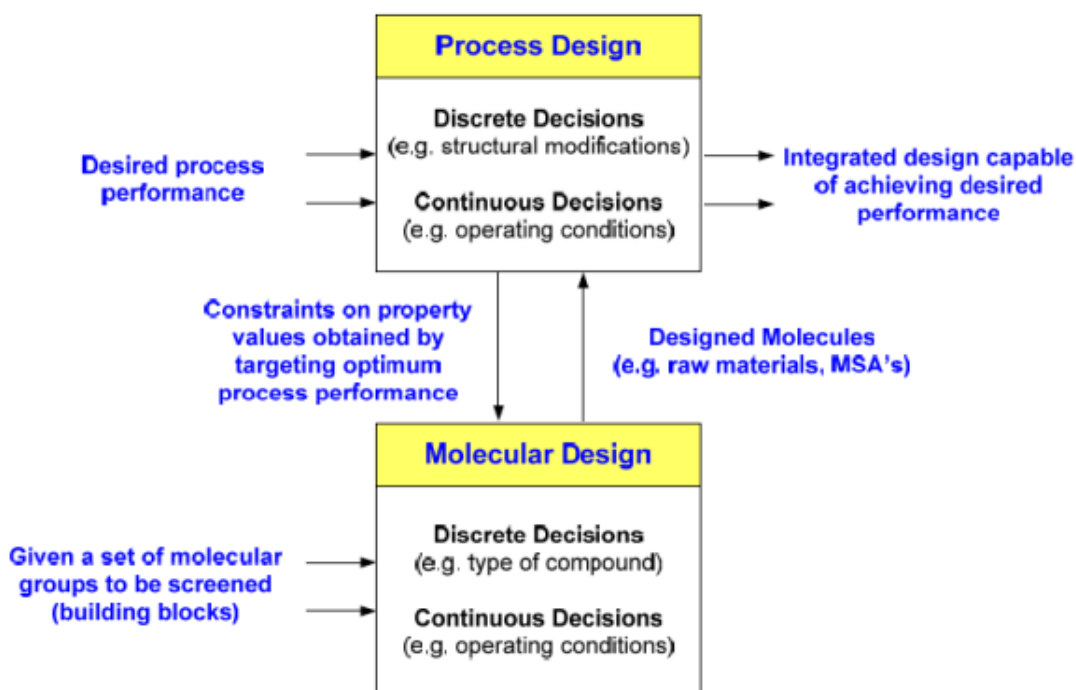 Process Design
Discrete Decisions
(e.g. structural modifications)
Continuous Decisions
(e.g. operating conditions)
Desired process
performance
Integrated design capable
of achieving desired
performance
Constraints on property
values obtained by
targeting optimum
process performance
Designed Molecules
(e.g. raw materials, MSA's)
Molecular Design
Discrete Decisions
(e.g. type of compound)
Continuous Decisions
(e.g. operating conditions)
Given a set of molecular
groups to be screened
(building blocks)